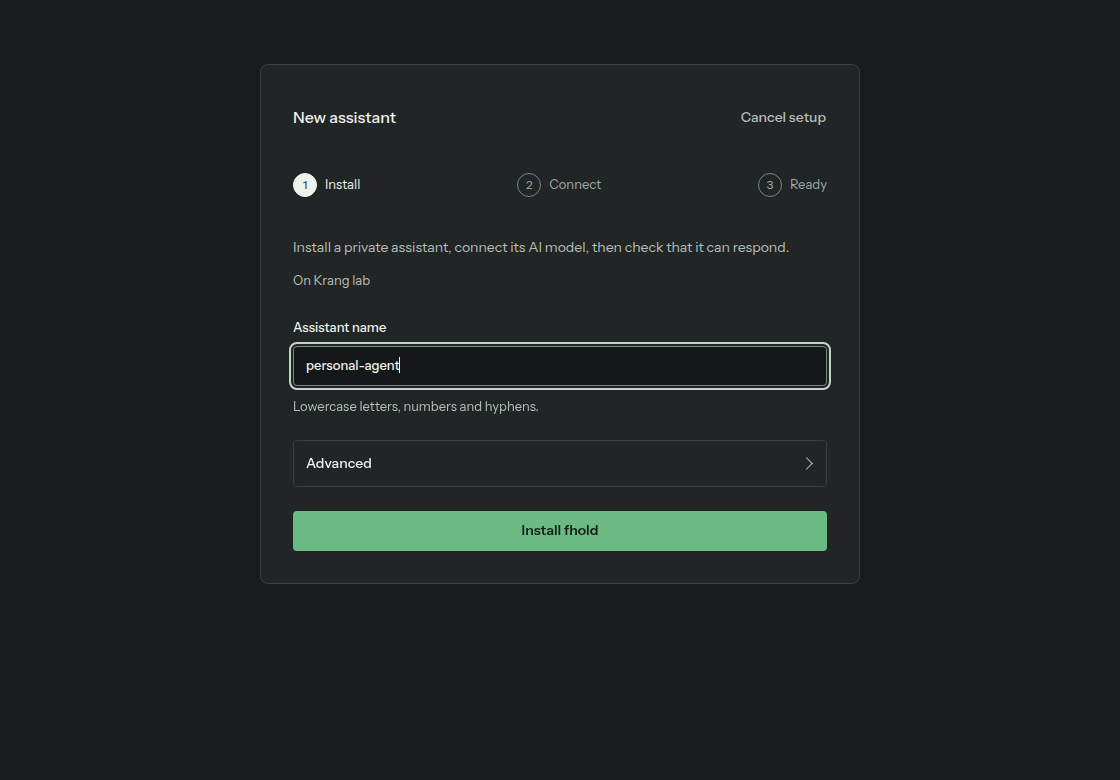 New assistant
Cancel setup
1 Install
2 Connect
3 Ready
Install a private assistant, connect its AI model, then check that it can respond.
On Krang lab
Assistant name
personal-agent
Lowercase letters, numbers and hyphens.
Advanced
Install fhold